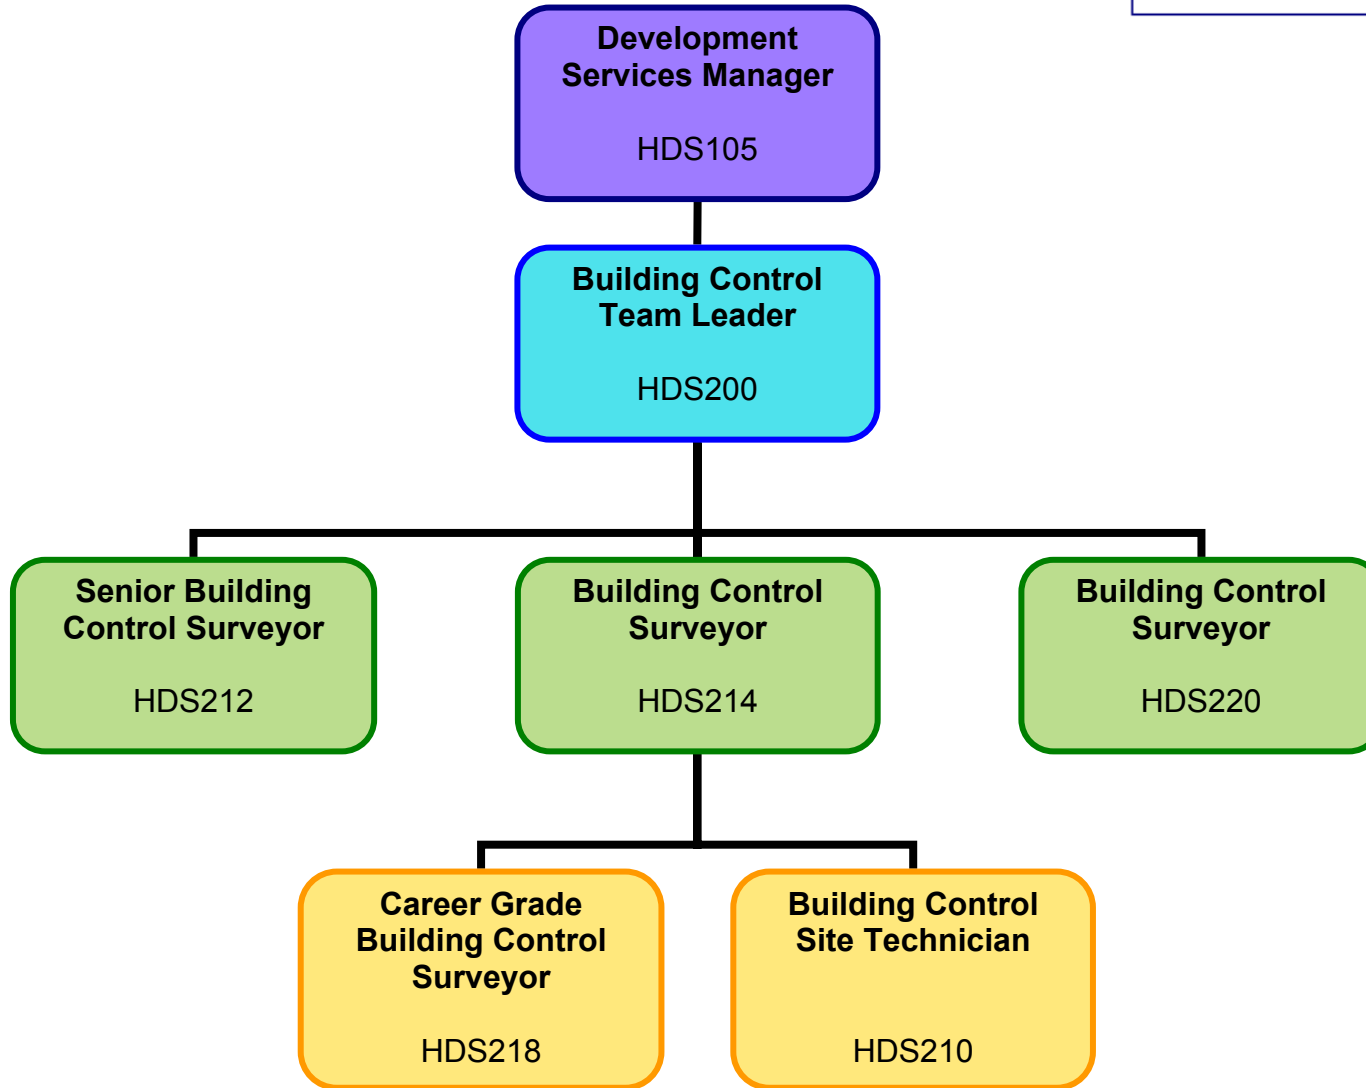 Development
Services Manager
HDS105
Building Control
Team Leader
HDS200
Senior Building
Control Surveyor
HDS212
Building Control
Surveyor
HDS214
Building Control
Surveyor
HDS220
Career Grade
Building Control
Surveyor
HDS218
Building Control
Site Technician
HDS210